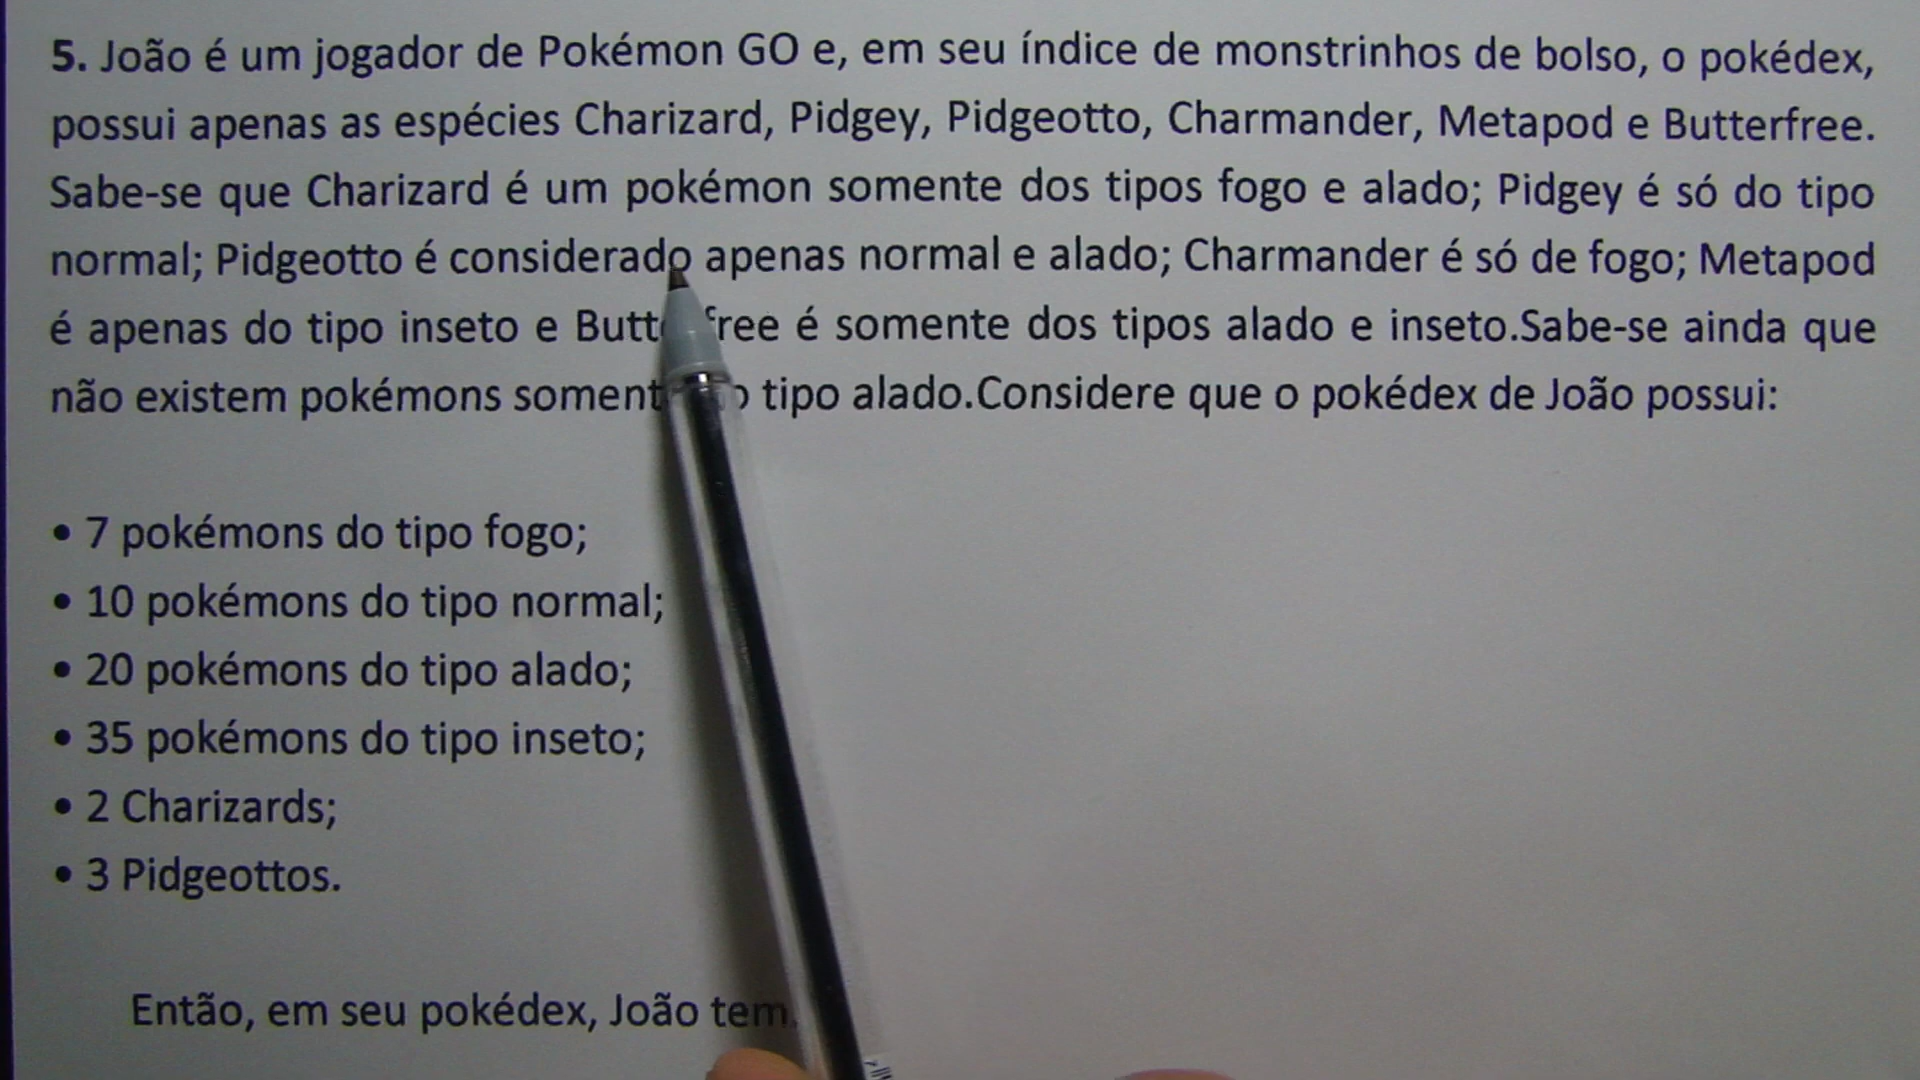 5. João é um jogador de Pokémon GO e, em seu índice de monstrinhos de bolso, o pokédex,
possui apenas as espécies Charizard, Pidgey, Pidgeotto, Charmander, Metapod e Butterfree.
Sabe-se que Charizard é um pokémon somente dos tipos fogo e alado; Pidgey é só do tipo
normal; Pidgeotto é considerado apenas normal e alado; Charmander é só de fogo; Metapod
é apenas do tipo inseto e Butterfree é somente dos tipos alado e inseto.Sabe-se ainda que
não existem pokémons somente do tipo alado.Considere que o pokédex de João possui:
• 7 pokémons do tipo fogo;
• 10 pokémons do tipo normal;
• 20 pokémons do tipo alado;
• 35 pokémons do tipo inseto;
• 2 Charizards;
• 3 Pidgeottos.
Então, em seu pokédex, João tem